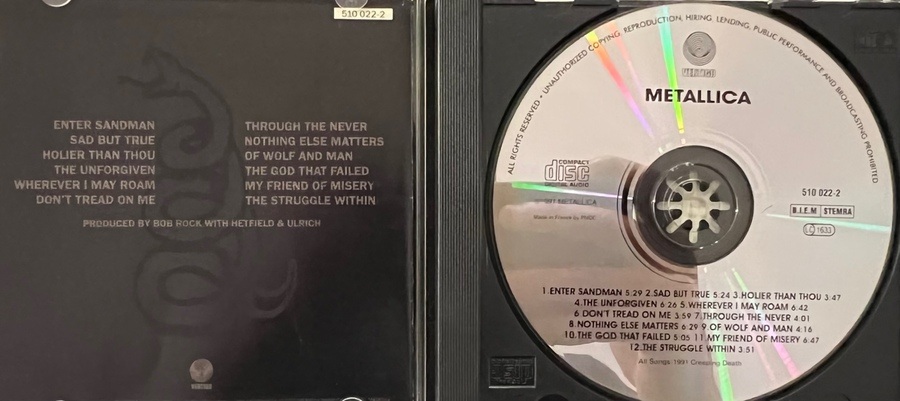 510 022-2
ENTER SANDMAN
SAD BUT TRUE
HOLIER THAN THOU
THE UNFORGIVEN
WHEREVER I MAY ROAM
DON'T TREAD ON ME
THROUGH THE NEVER
NOTHING ELSE MATTERS
OF WOLF AND MAN
THE GOD THAT FAILED
MY FRIEND OF MISERY
THE STRUGGLE WITHIN
PRODUCED BY BOB ROCK WITH HETFIELD & ULRICH
VERTIGO
ALL RIGHTS RESERVED • UNAUTHORIZED COPYING, REPRODUCTION, HIRING, LENDING, PUBLIC PERFORMANCE AND BROADCASTING PROHIBITED
VERTIGO
METALLICA
COMPACT
disc
DIGITAL AUDIO
1991 METALLICA
Made in France by PMDC
510 022-2
B.I.E.M STEMRA
LC 1633
1.ENTER SANDMAN 5:29 2.SAD BUT TRUE 5:24 3.HOLIER THAN THOU 3:47
4.THE UNFORGIVEN 6:26 5.WHEREVER I MAY ROAM 6:42
6.DON'T TREAD ON ME 3:59 7.THROUGH THE NEVER 4:01
8.NOTHING ELSE MATTERS 6:29 9.OF WOLF AND MAN 4:16
10.THE GOD THAT FAILED 5:05 11.MY FRIEND OF MISERY 6:47
12.THE STRUGGLE WITHIN 3:51
All Songs: 1991 Creeping Death